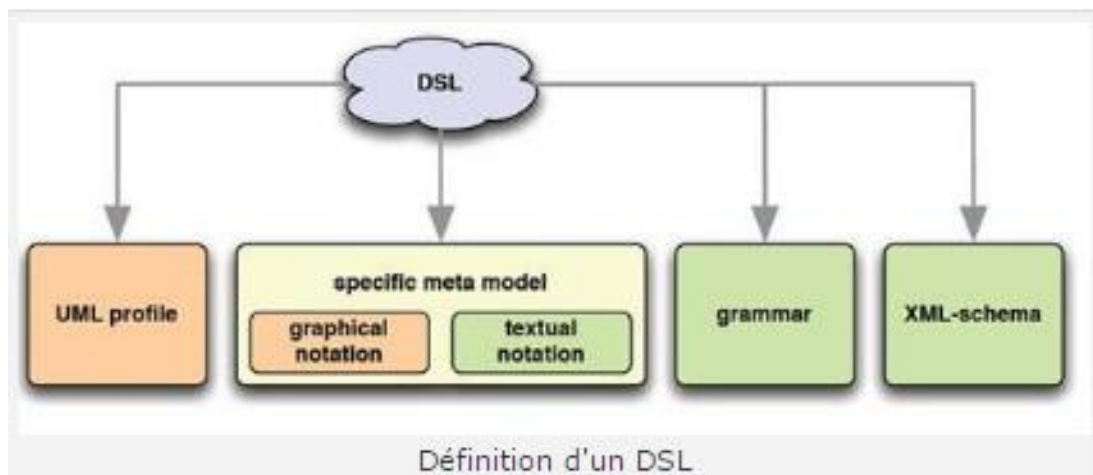 DSL
UML profile
specific meta model
graphical
notation
textual
notation
grammar
XML-schema
Définition d'un DSL